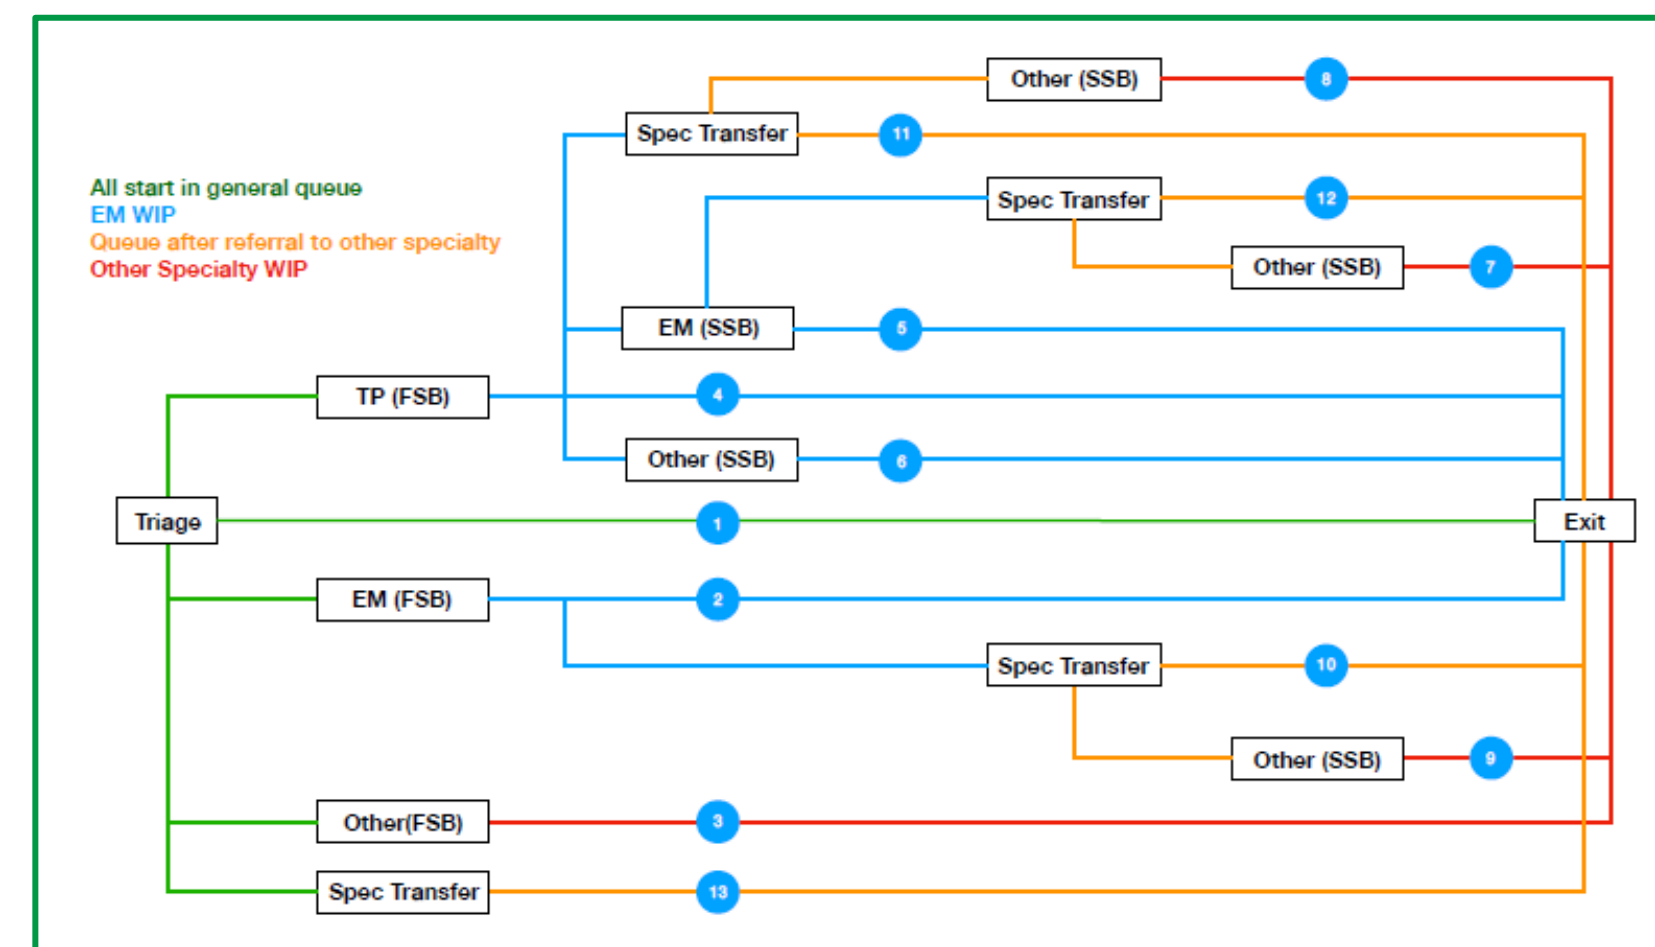 Other (SSB)
8
Spec Transfer
11
All start in general queue
EM WIP
Queue after referral to other specialty
Other Specialty WIP
Spec Transfer
12
Other (SSB)
7
EM (SSB)
5
TP (FSB)
4
Other (SSB)
6
Triage
1
Exit
EM (FSB)
2
Spec Transfer
10
Other (SSB)
9
Other(FSB)
3
Spec Transfer
13